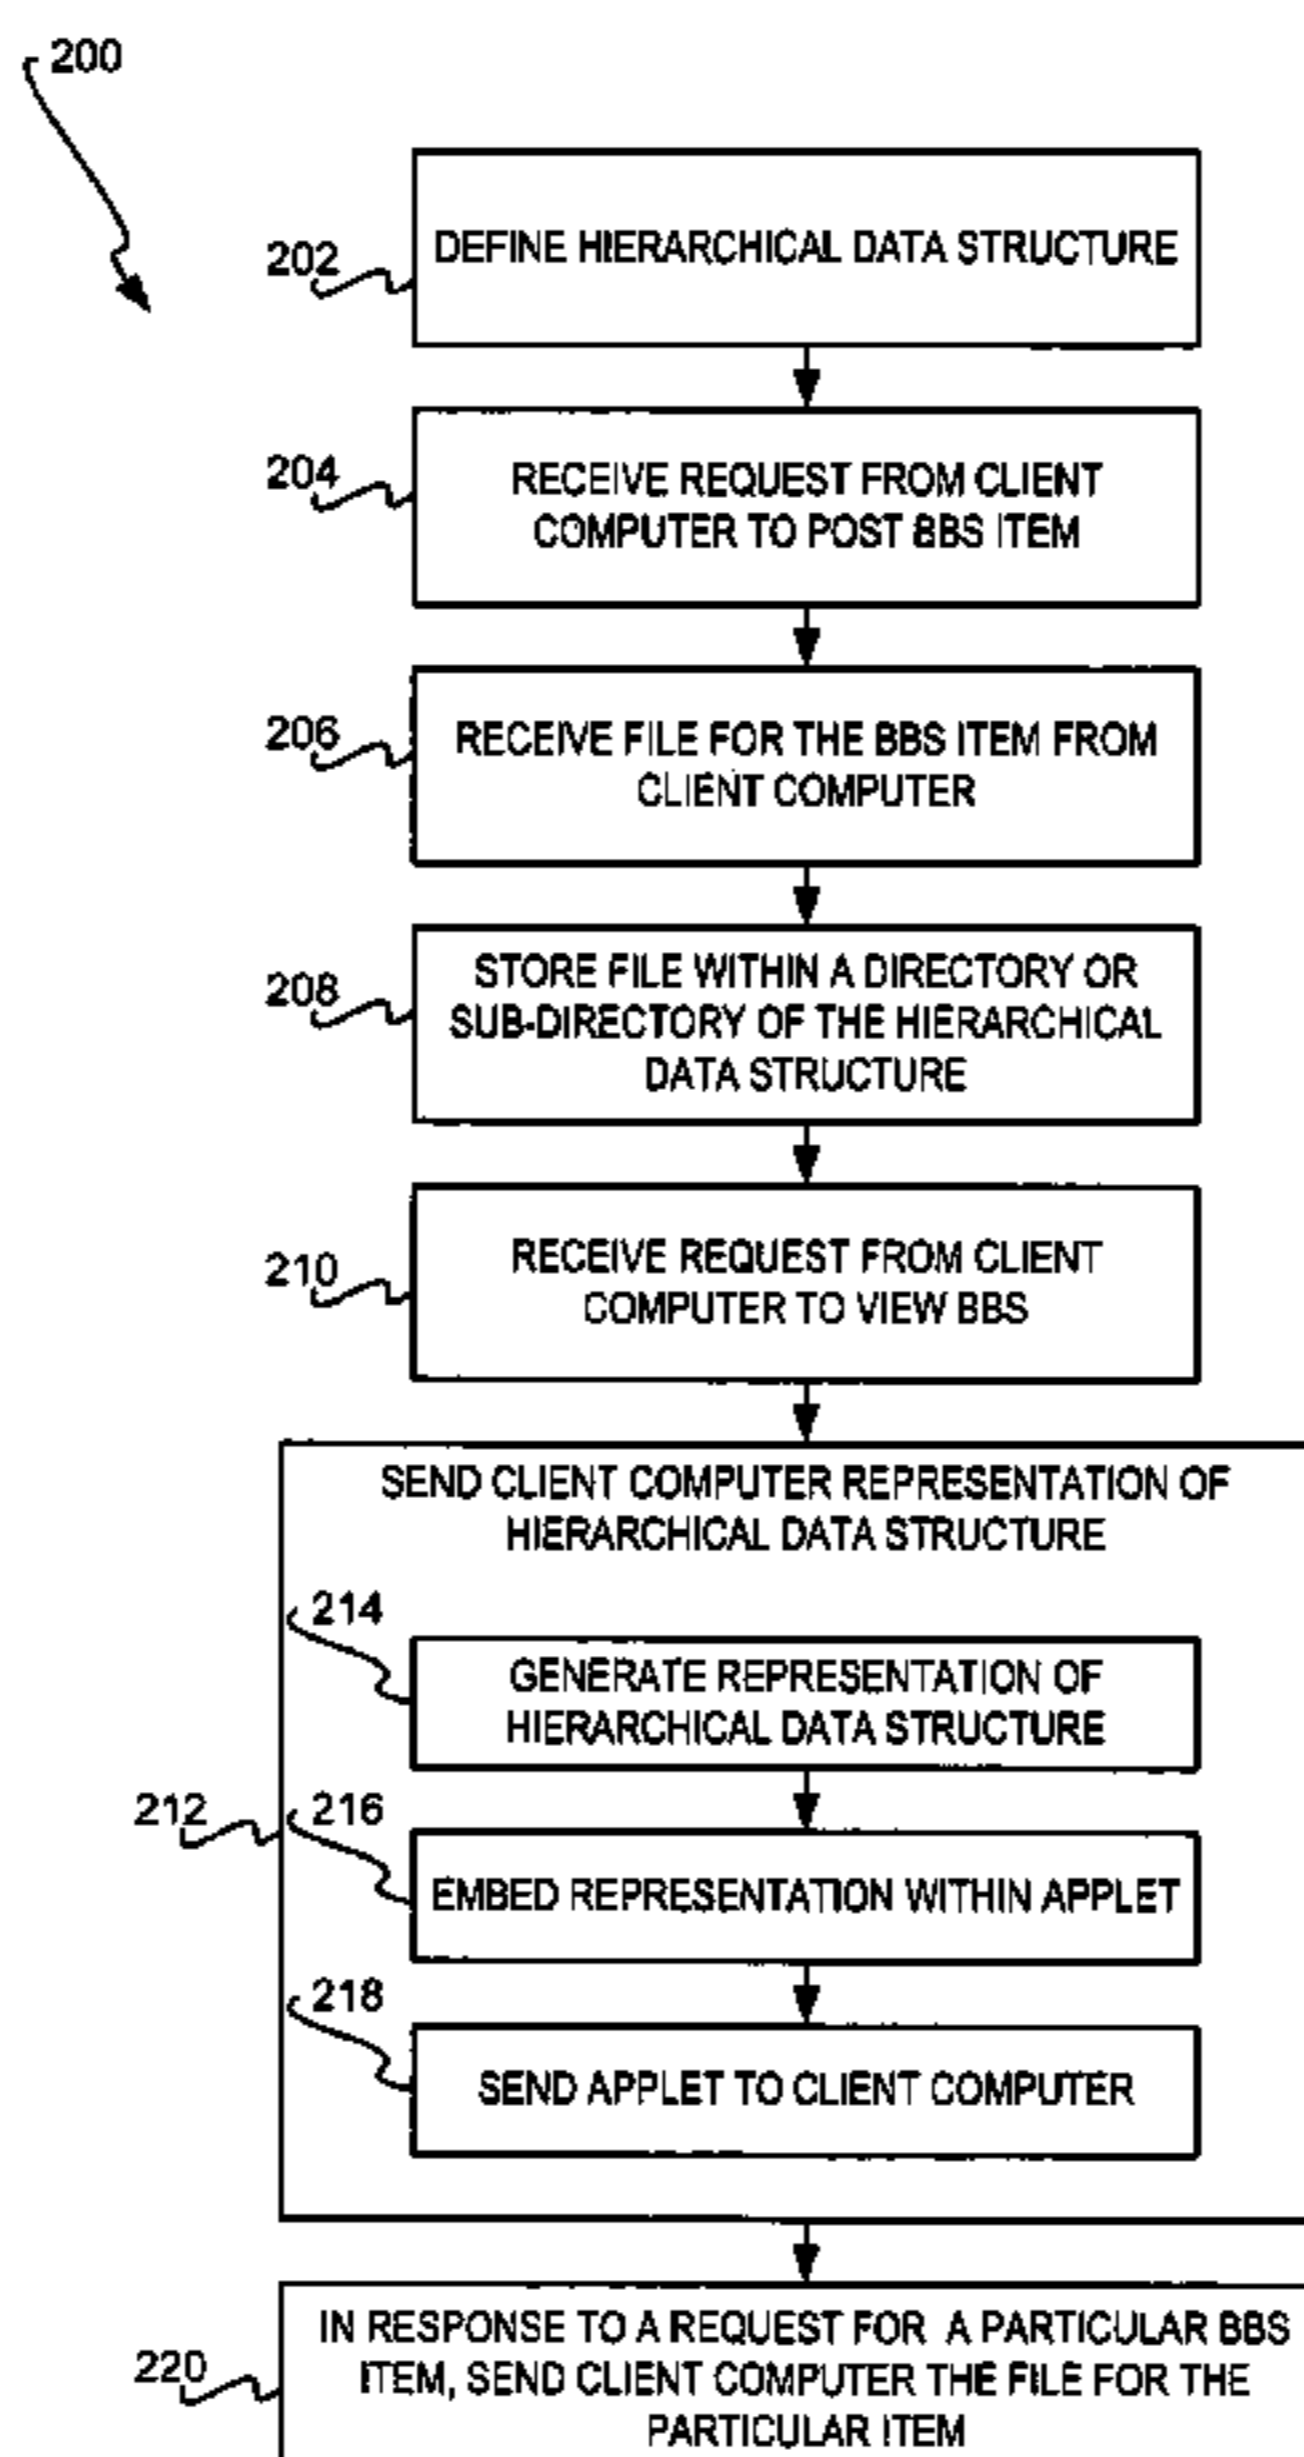 200
202
DEFINE HIERARCHICAL DATA STRUCTURE
204
RECEIVE REQUEST FROM CLIENT
COMPUTER TO POST BBS ITEM
206
RECEIVE FILE FOR THE BBS ITEM FROM
CLIENT COMPUTER
208
STORE FILE WITHIN A DIRECTORY OR
SUB-DIRECTORY OF THE HIERARCHICAL
DATA STRUCTURE
210
RECEIVE REQUEST FROM CLIENT
COMPUTER TO VIEW BBS
212
SEND CLIENT COMPUTER REPRESENTATION OF
HIERARCHICAL DATA STRUCTURE
214
GENERATE REPRESENTATION OF
HIERARCHICAL DATA STRUCTURE
216
EMBED REPRESENTATION WITHIN APPLET
218
SEND APPLET TO CLIENT COMPUTER
220
IN RESPONSE TO A REQUEST FOR A PARTICULAR BBS
ITEM, SEND CLIENT COMPUTER THE FILE FOR THE
PARTICULAR ITEM